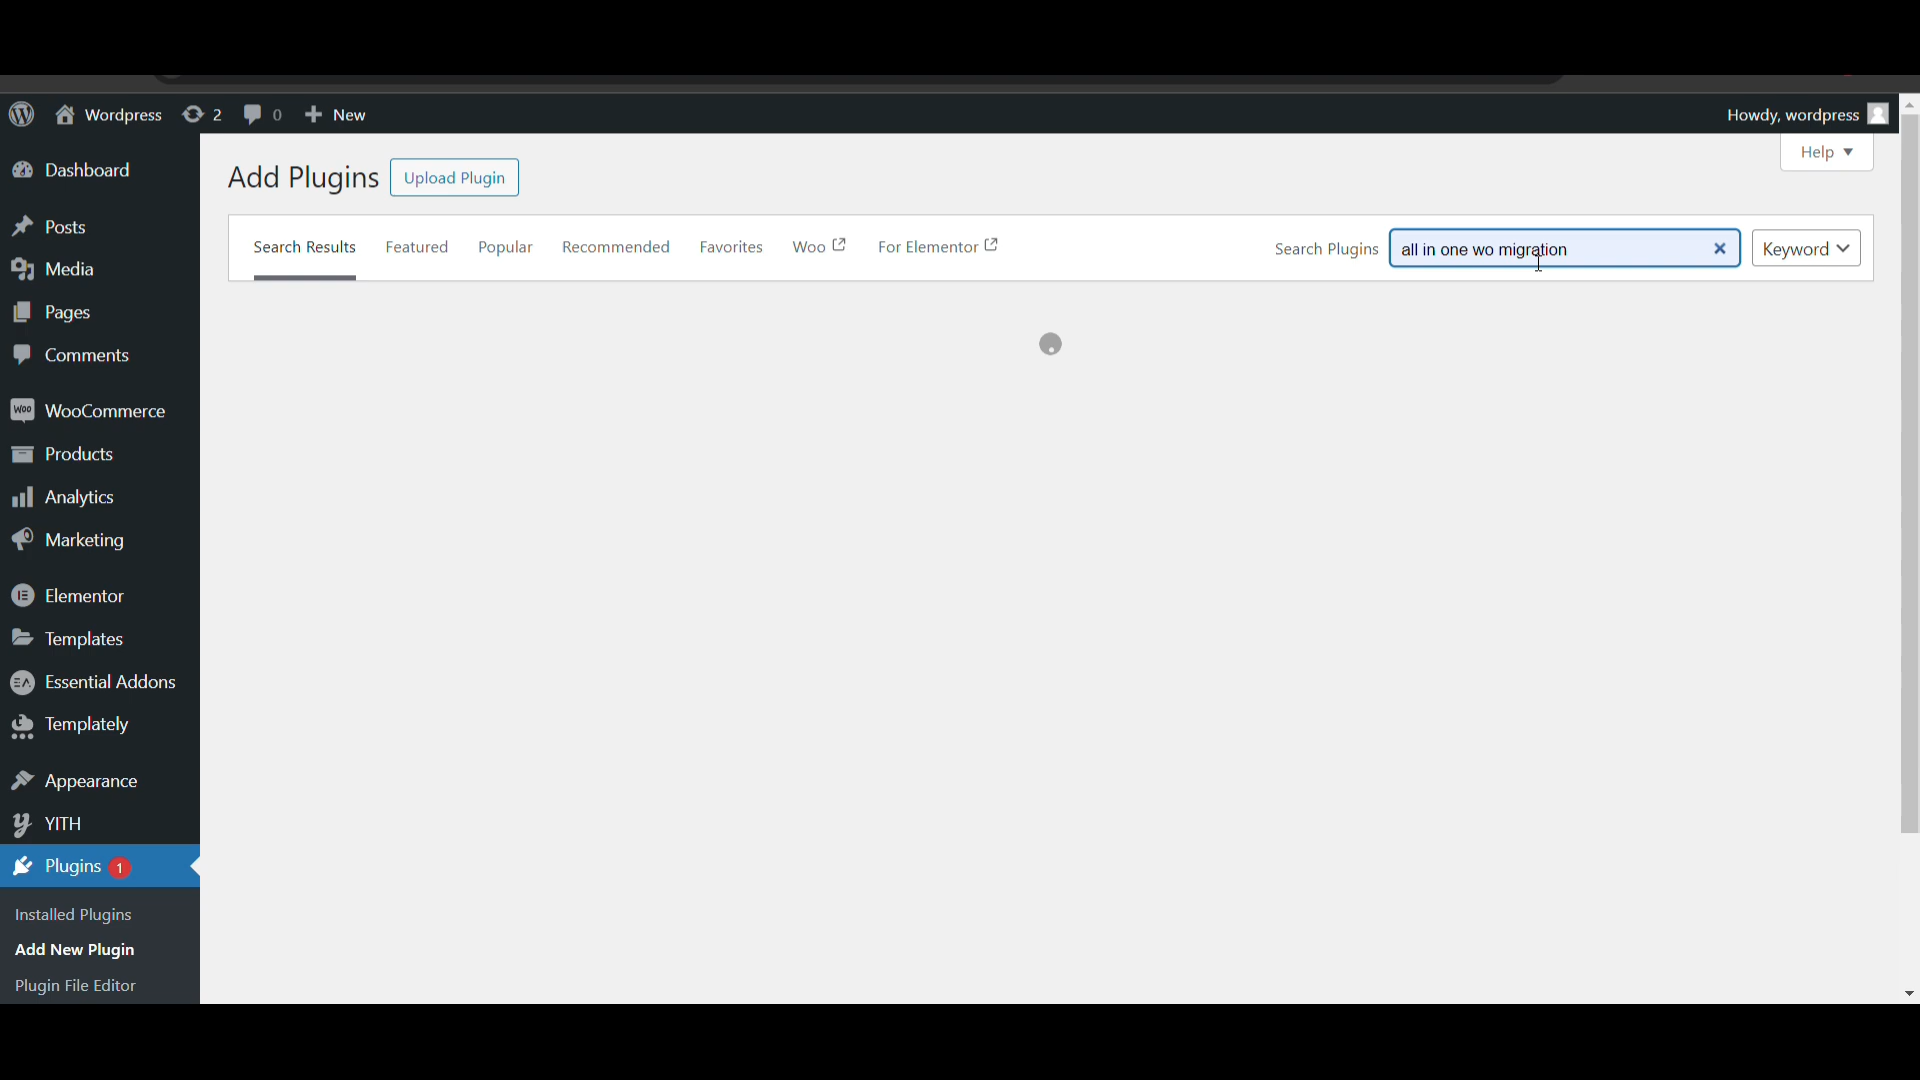 Wordpress 2 0 New Howdy, wordpress
Help
Add Plugins Upload Plugin
Search Results Featured Popular Recommended Favorites Woo For Elementor Search Plugins all in one wo migration Keyword
Dashboard
Posts
Media
Pages
Comments
Woo WooCommerce
Products
Analytics
Marketing
Elementor
Templates
EA Essential Addons
Templately
Appearance
y YITH
Plugins 1
Installed Plugins
Add New Plugin
Plugin File Editor